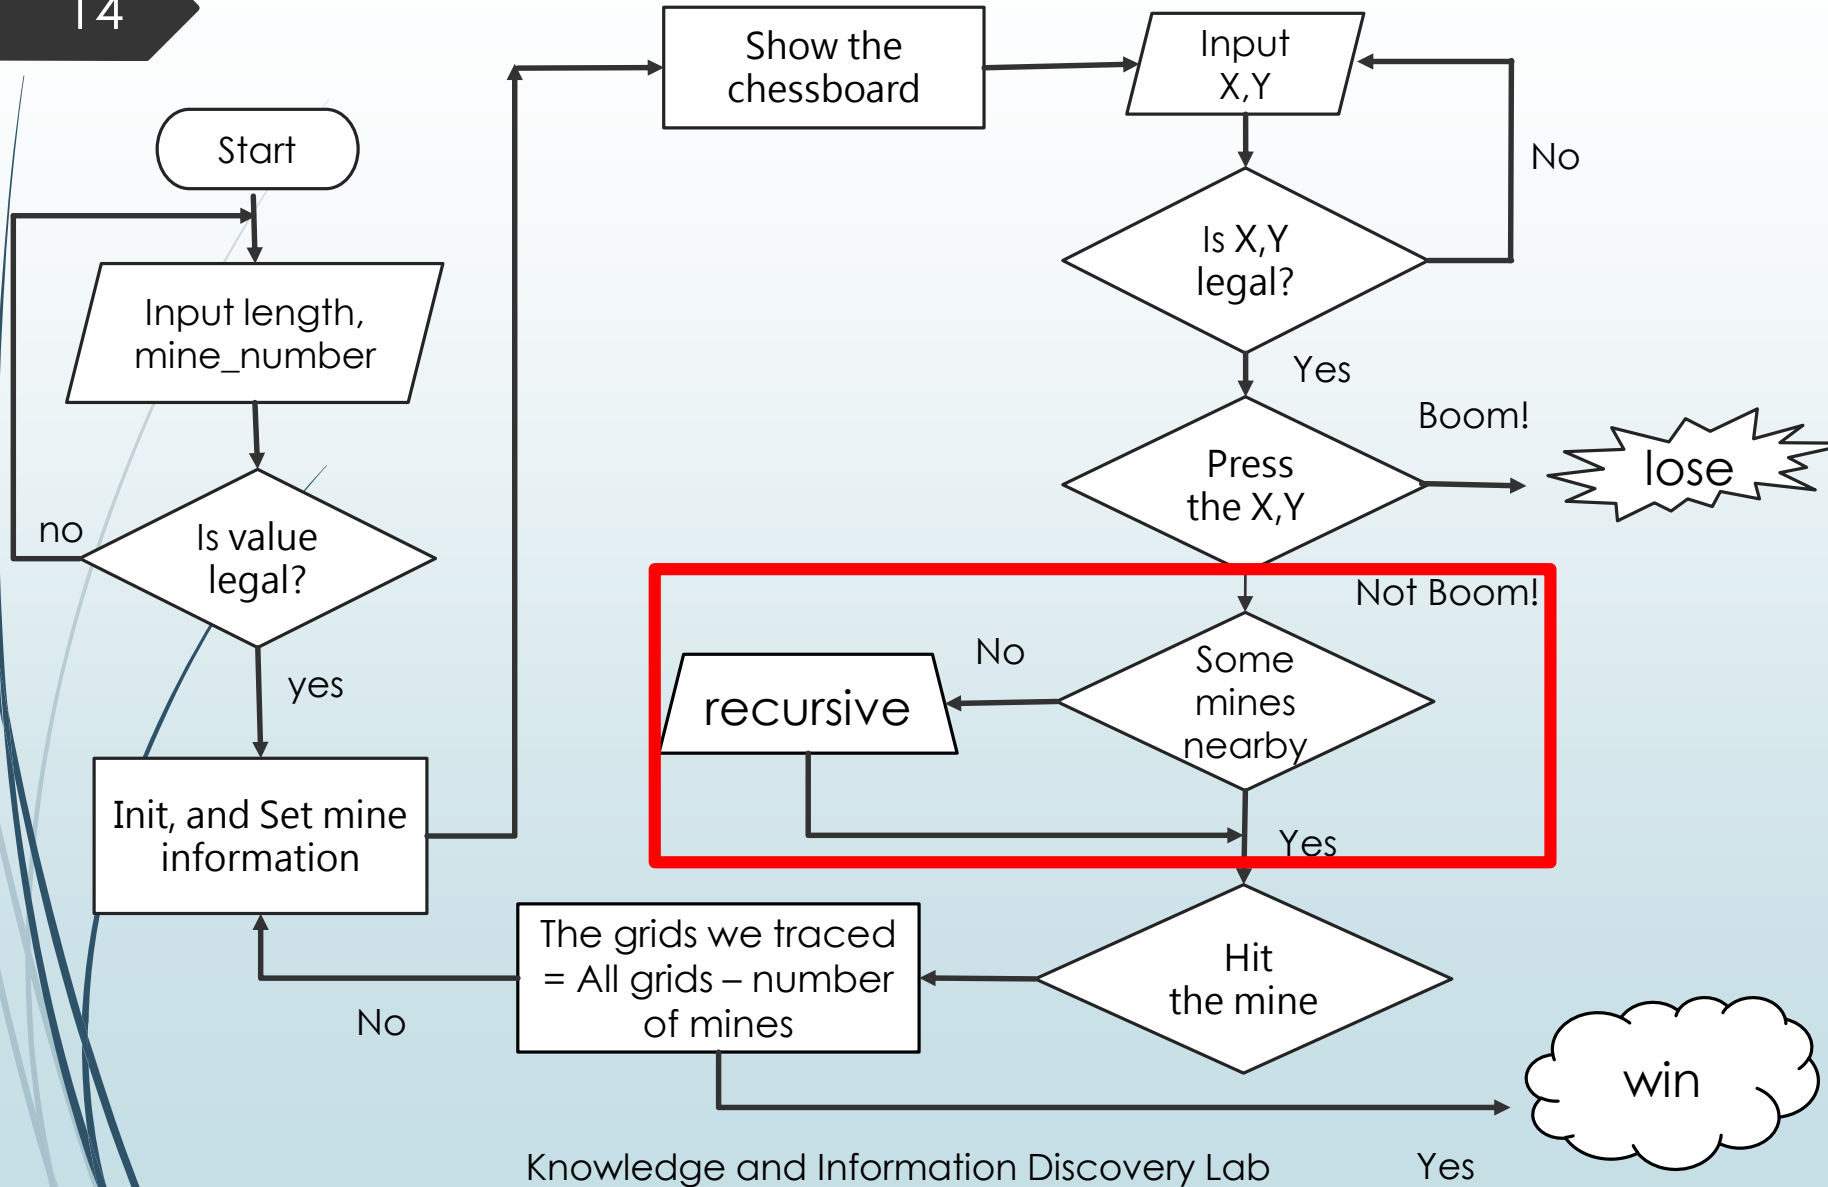 14
Start
Input length,
mine_number
Is value
legal?
no
yes
Init, and Set mine
information
Show the
chessboard
Input
X,Y
No
Is X,Y
legal?
Yes
Press
the X,Y
Boom!
lose
Not Boom!
Some
mines
nearby
No
recursive
Yes
Hit
the mine
The grids we traced
= All grids – number
of mines
No
Yes
win
Knowledge and Information Discovery Lab